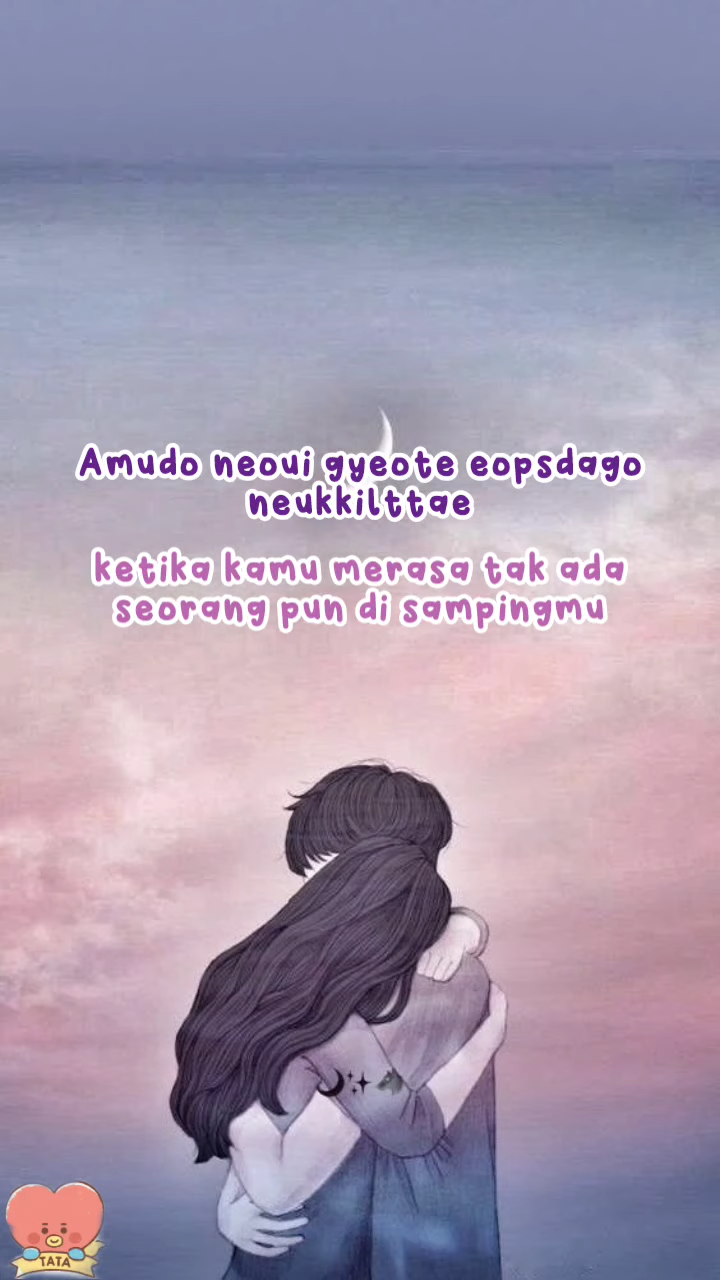 Amudo neoui gyeote eopsdago
neukkilttae
ketika kamu merasa tak ada
seorang pun di sampingmu
TATA